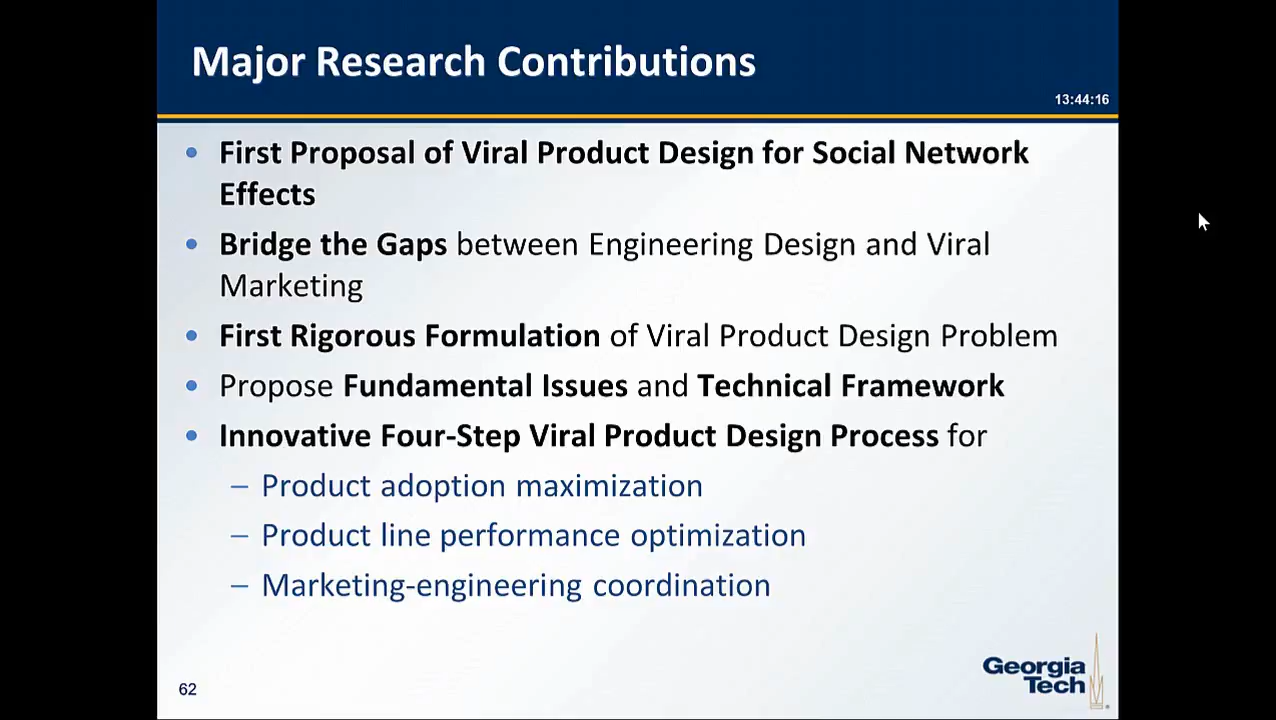 Major Research Contributions
13:44:16
• First Proposal of Viral Product Design for Social Network
Effects
• Bridge the Gaps between Engineering Design and Viral
Marketing
• First Rigorous Formulation of Viral Product Design Problem
• Propose Fundamental Issues and Technical Framework
• Innovative Four-Step Viral Product Design Process for
– Product adoption maximization
– Product line performance optimization
– Marketing-engineering coordination
Georgia
Tech
62